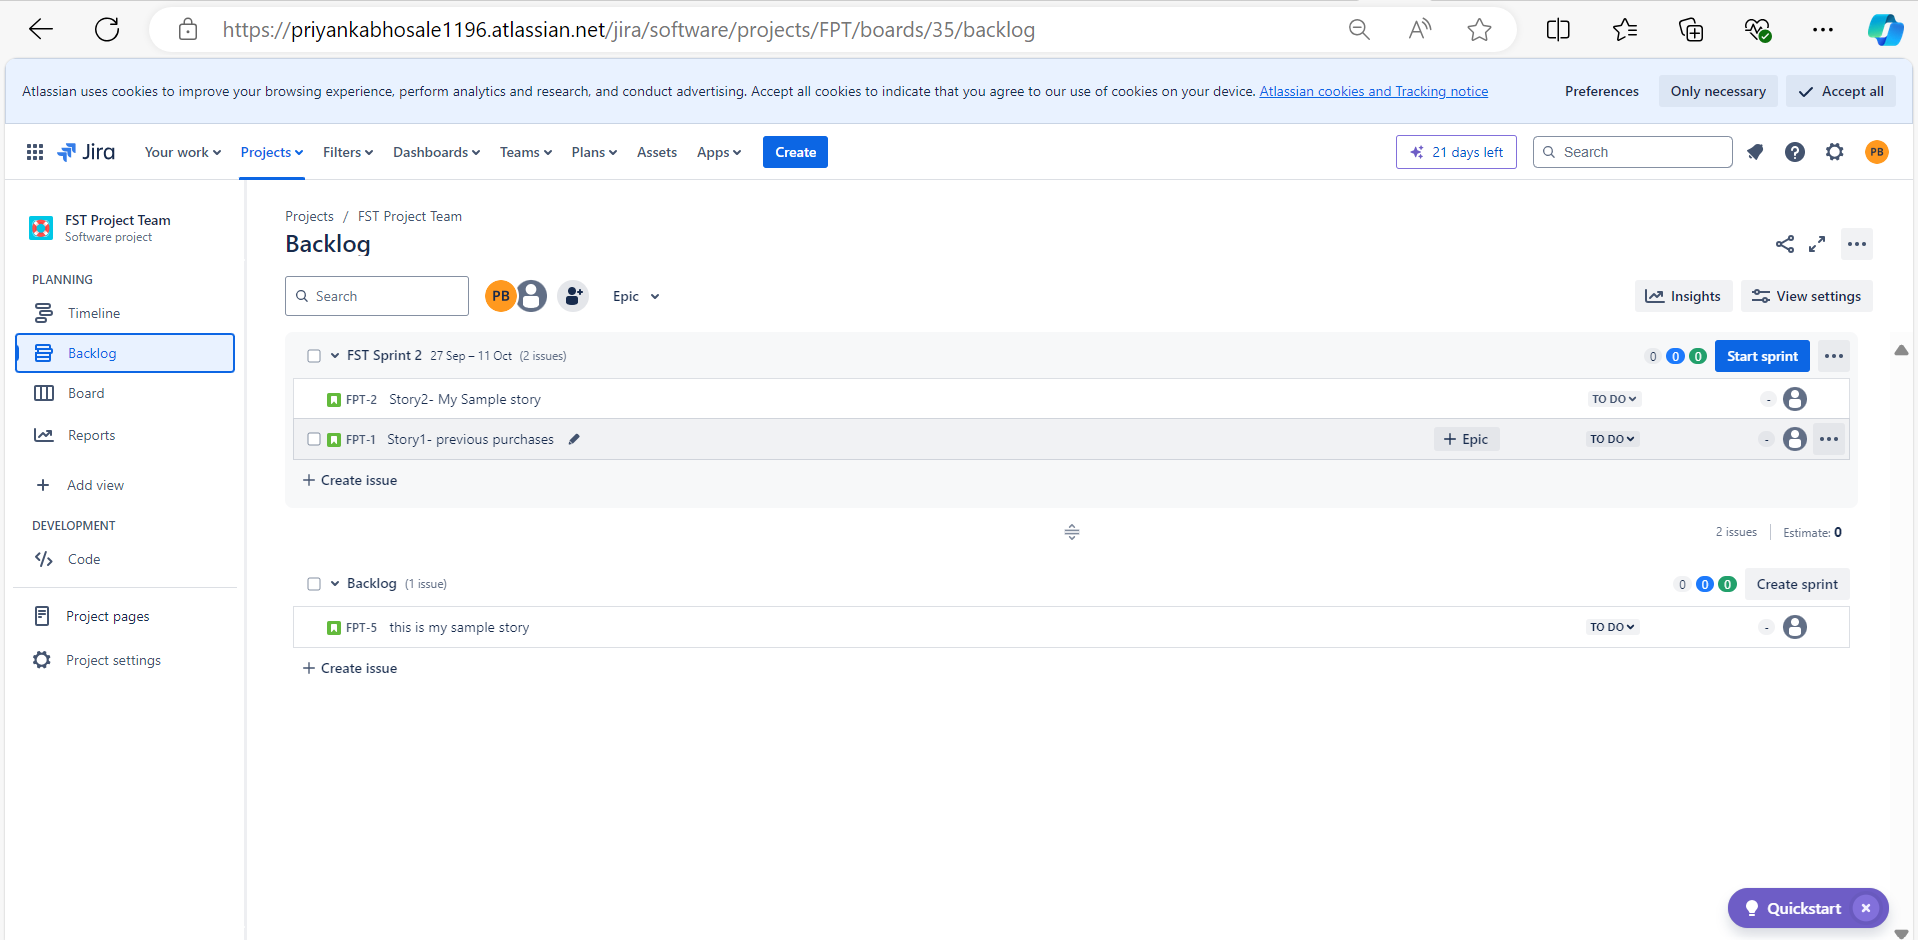 https://priyankabhosale1196.atlassian.net/jira/software/projects/FPT/boards/35/backlog
Atlassian uses cookies to improve your browsing experience, perform analytics and research, and conduct advertising. Accept all cookies to indicate that you agree to our use of cookies on your device. Atlassian cookies and Tracking notice Preferences Only necessary Accept all
Jira Your work Projects Filters Dashboards Teams Plans Assets Apps Create 21 days left Search PB
FST Project Team
Software project
PLANNING
Timeline
Backlog
Board
Reports
Add view
DEVELOPMENT
Code
Project pages
Project settings
Projects / FST Project Team
Backlog
Search PB Epic Insights View settings
FST Sprint 2 27 Sep – 11 Oct (2 issues) 0 0 0 Start sprint
FPT-2 Story2- My Sample story TO DO -
FPT-1 Story1- previous purchases + Epic TO DO -
+ Create issue
2 issues Estimate: 0
Backlog (1 issue) 0 0 0 Create sprint
FPT-5 this is my sample story TO DO -
+ Create issue
Quickstart